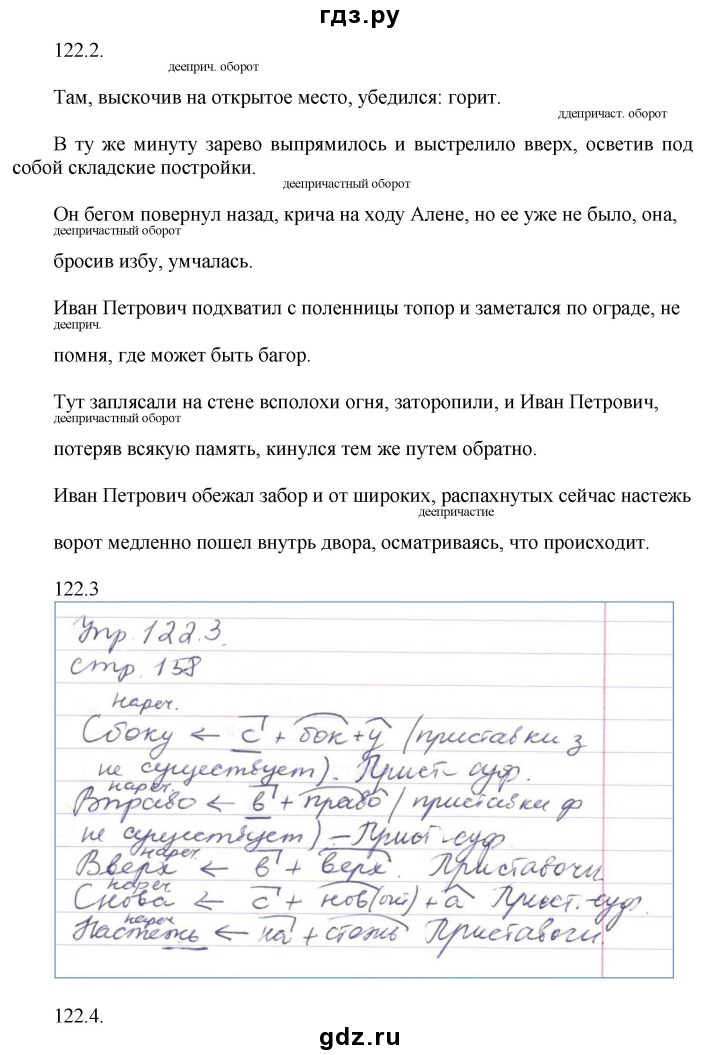 гдз.ру
122.2.
дееприч. оборот
Там, выскочив на открытое место, убедился: горит.
ддепричаст. оборот
В ту же минуту зарево выпрямилось и выстрелило вверх, осветив под
собой складские постройки.
деепричастный оборот
Он бегом повернул назад, крича на ходу Алене, но ее уже не было, она,
деепричастный оборот
бросив избу, умчалась.
Иван Петрович подхватил с поленницы топор и заметался по ограде, не
дееприч.
помня, где может быть багор.
Тут заплясали на стене всполохи огня, заторопили, и Иван Петрович,
деепричастный оборот
потеряв всякую память, кинулся тем же путем обратно.
Иван Петрович обежал забор и от широких, распахнутых сейчас настежь
деепричастие
ворот медленно пошел внутрь двора, осматриваясь, что происходит.
122.3
Упр. 122.3.
стр. 158
нареч.
Сбоку ← с + бок + у (приставки з
не существует). Прист-суф.
нареч.
Вправо ← в + право (приставки ф
не существует) – Прист-суф.
нареч.
Вверх ← в + верх. Приставочн.
нареч.
Снова ← с + нов(ый) + а Прист.-суф.
нареч
Настежь ← на + стежь Приставочн.
122.4.
gdz.ru